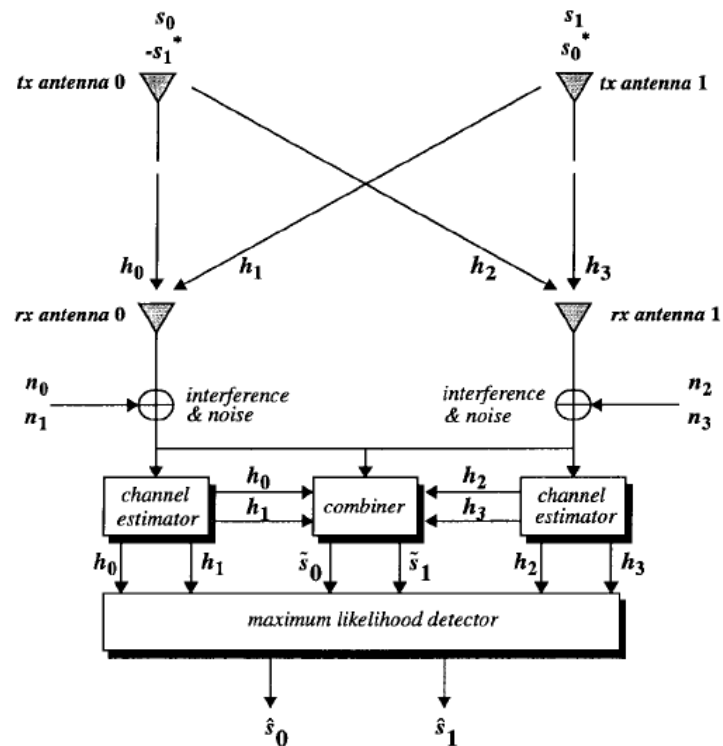 s₀ s₁
-s₁* s₀*
tx antenna 0 tx antenna 1
h₀ h₁ h₂ h₃
rx antenna 0 rx antenna 1
n₀ interference interference n₂
n₁ & noise & noise n₃
channel estimator h₀ combiner h₂ channel estimator
h₁ h₃
h₀ h₁ s̃₀ s̃₁ h₂ h₃
maximum likelihood detector
ŝ₀ ŝ₁